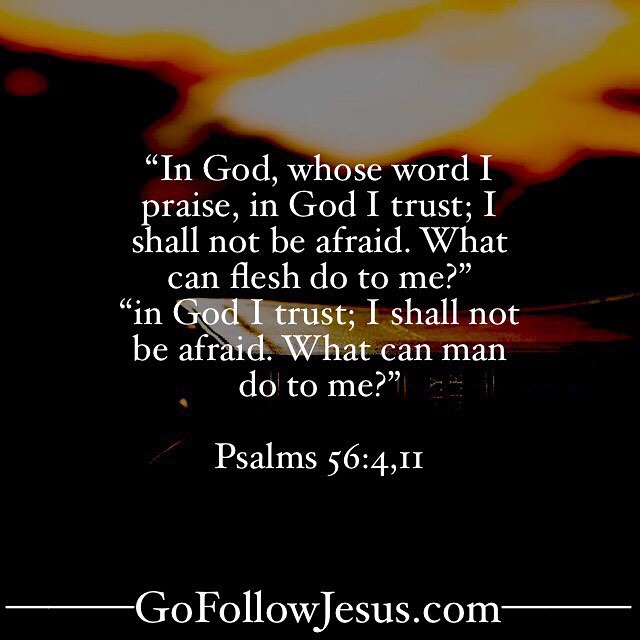 “In God, whose word I
praise, in God I trust; I
shall not be afraid. What
can flesh do to me?”
“in God I trust; I shall not
be afraid. What can man
do to me?”
Psalms 56:4,11
GoFollowJesus.com